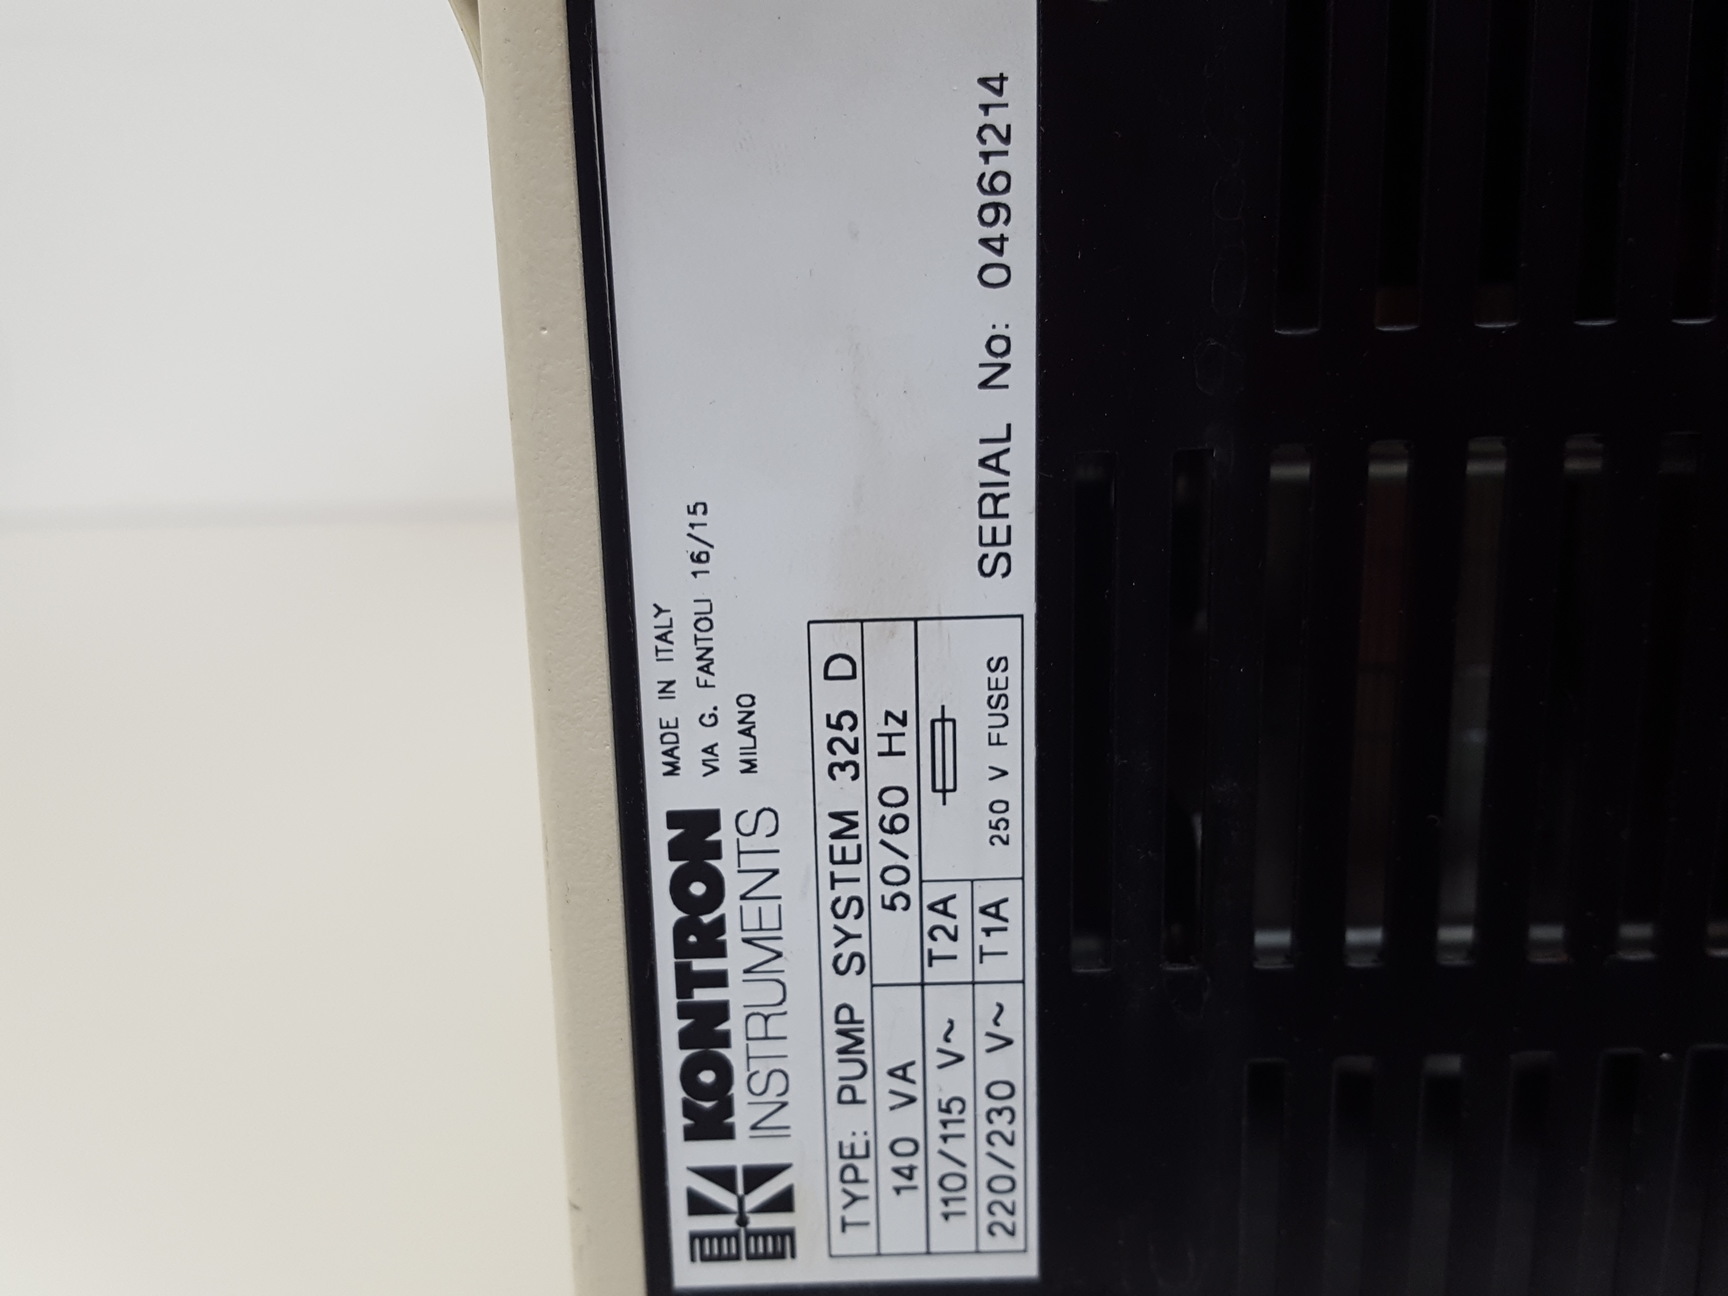 KONTRON
INSTRUMENTS
MADE IN ITALY
VIA G. FANTOLI 16/15
MILANO
TYPE: PUMP SYSTEM 325 D
140 VA 50/60 Hz
110/115 V~ T2A
220/230 V~ T1A 250 V FUSES
SERIAL No: 04961214